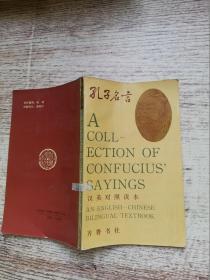 孔子名言
A
COLL-
ECTION OF
CONFUCIUS'
SAYINGS
汉英对照读本
AN ENGLISH-CHINESE
BILINGUAL TEXTBOOK
齐鲁书社